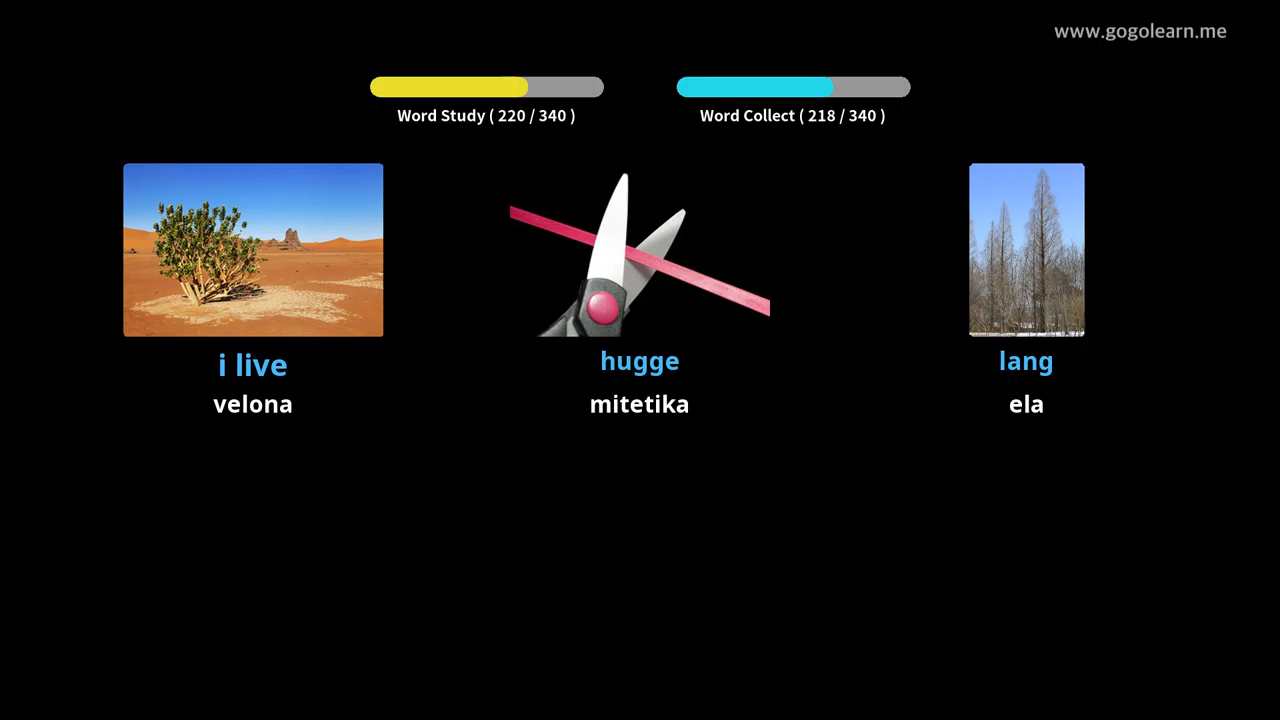 www.gogolearn.me
Word Study ( 220 / 340 )
Word Collect ( 218 / 340 )
i live
velona
hugge
mitetika
lang
ela